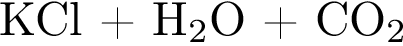 KCl + H₂O + CO₂